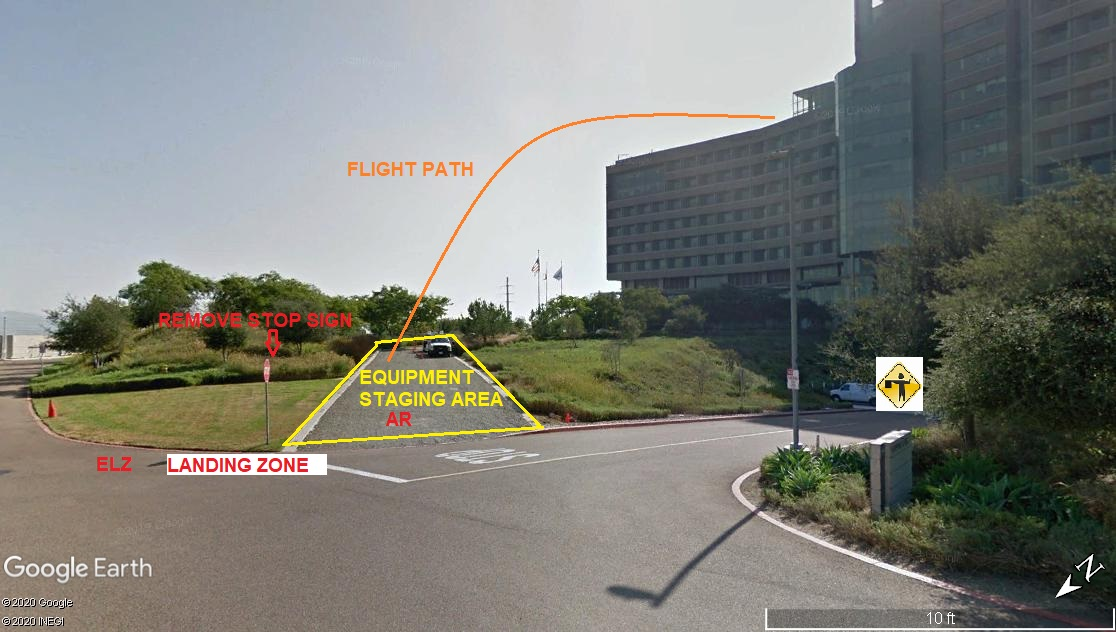 FLIGHT PATH
REMOVE STOP SIGN
EQUIPMENT
STAGING AREA
AR
ELZ
LANDING ZONE
STOP
Google Earth
©2020 Google
©2020 INEGI
10 ft
N